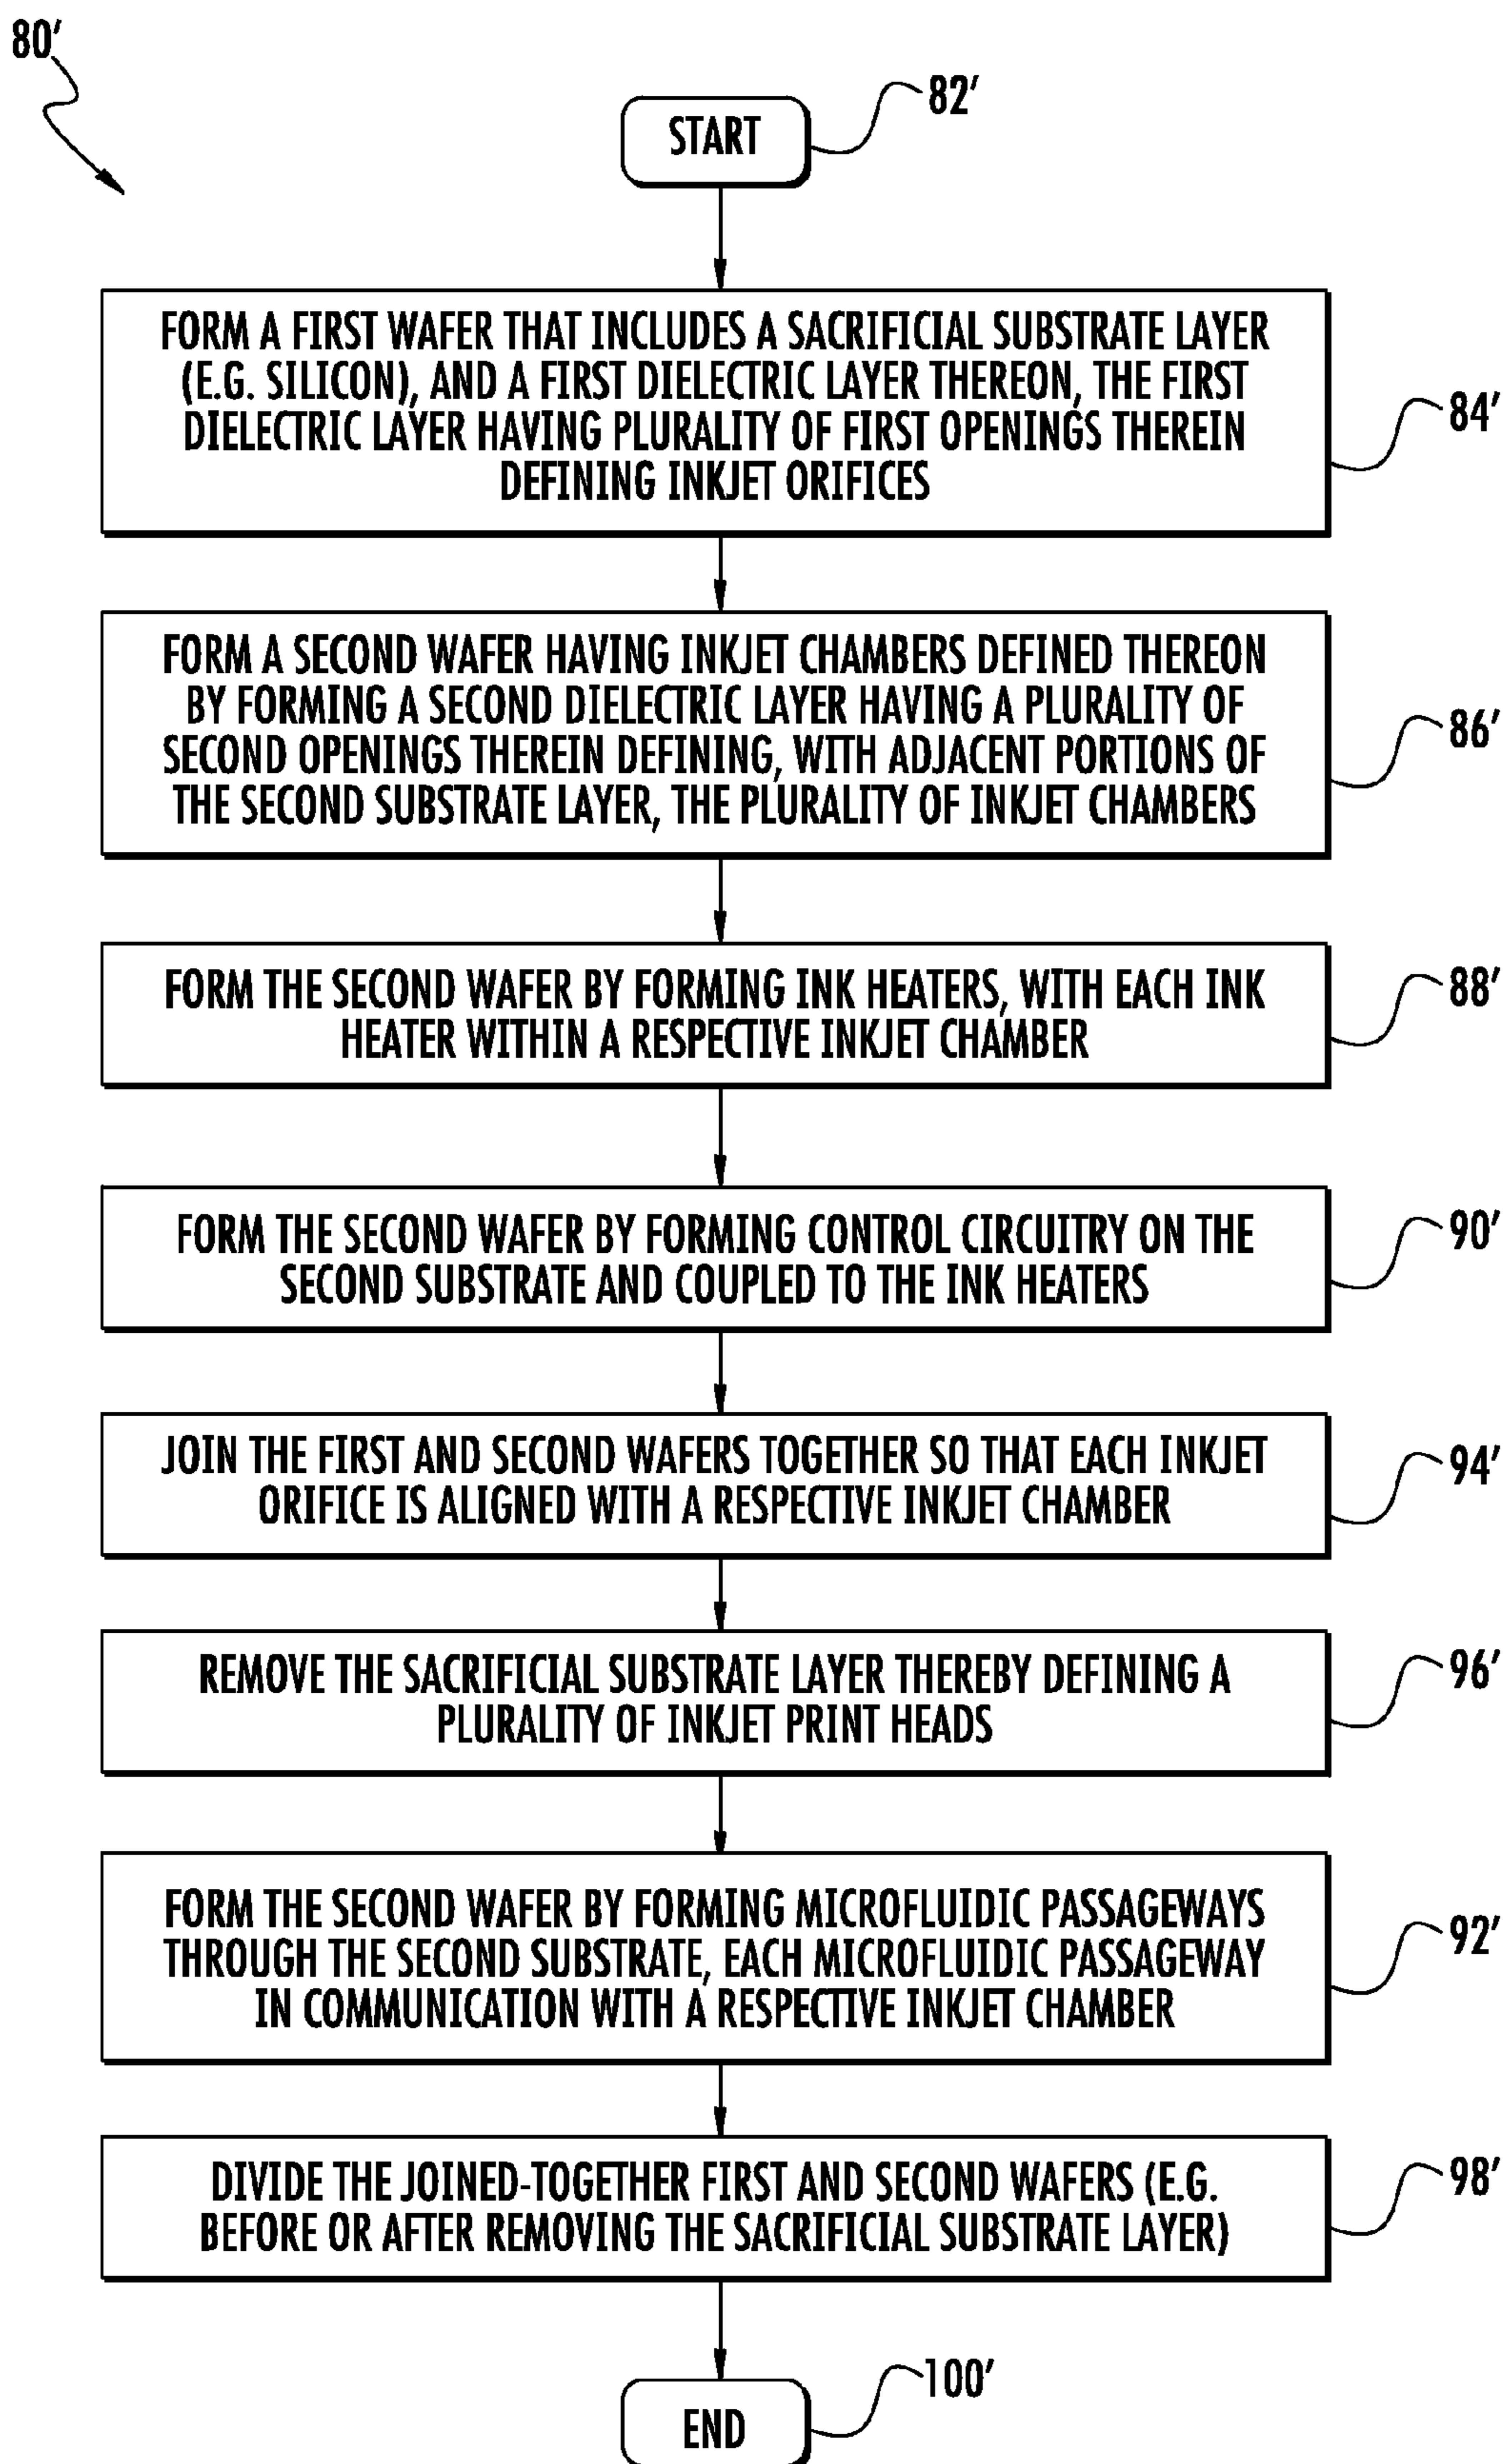 80'
82'
START
FORM A FIRST WAFER THAT INCLUDES A SACRIFICIAL SUBSTRATE LAYER
(E.G. SILICON), AND A FIRST DIELECTRIC LAYER THEREON, THE FIRST
DIELECTRIC LAYER HAVING PLURALITY OF FIRST OPENINGS THEREIN
DEFINING INKJET ORIFICES
84'
FORM A SECOND WAFER HAVING INKJET CHAMBERS DEFINED THEREON
BY FORMING A SECOND DIELECTRIC LAYER HAVING A PLURALITY OF
SECOND OPENINGS THEREIN DEFINING, WITH ADJACENT PORTIONS OF
THE SECOND SUBSTRATE LAYER, THE PLURALITY OF INKJET CHAMBERS
86'
FORM THE SECOND WAFER BY FORMING INK HEATERS, WITH EACH INK
HEATER WITHIN A RESPECTIVE INKJET CHAMBER
88'
FORM THE SECOND WAFER BY FORMING CONTROL CIRCUITRY ON THE
SECOND SUBSTRATE AND COUPLED TO THE INK HEATERS
90'
JOIN THE FIRST AND SECOND WAFERS TOGETHER SO THAT EACH INKJET
ORIFICE IS ALIGNED WITH A RESPECTIVE INKJET CHAMBER
94'
REMOVE THE SACRIFICIAL SUBSTRATE LAYER THEREBY DEFINING A
PLURALITY OF INKJET PRINT HEADS
96'
FORM THE SECOND WAFER BY FORMING MICROFLUIDIC PASSAGEWAYS
THROUGH THE SECOND SUBSTRATE, EACH MICROFLUIDIC PASSAGEWAY
IN COMMUNICATION WITH A RESPECTIVE INKJET CHAMBER
92'
DIVIDE THE JOINED-TOGETHER FIRST AND SECOND WAFERS (E.G.
BEFORE OR AFTER REMOVING THE SACRIFICIAL SUBSTRATE LAYER)
98'
100'
END